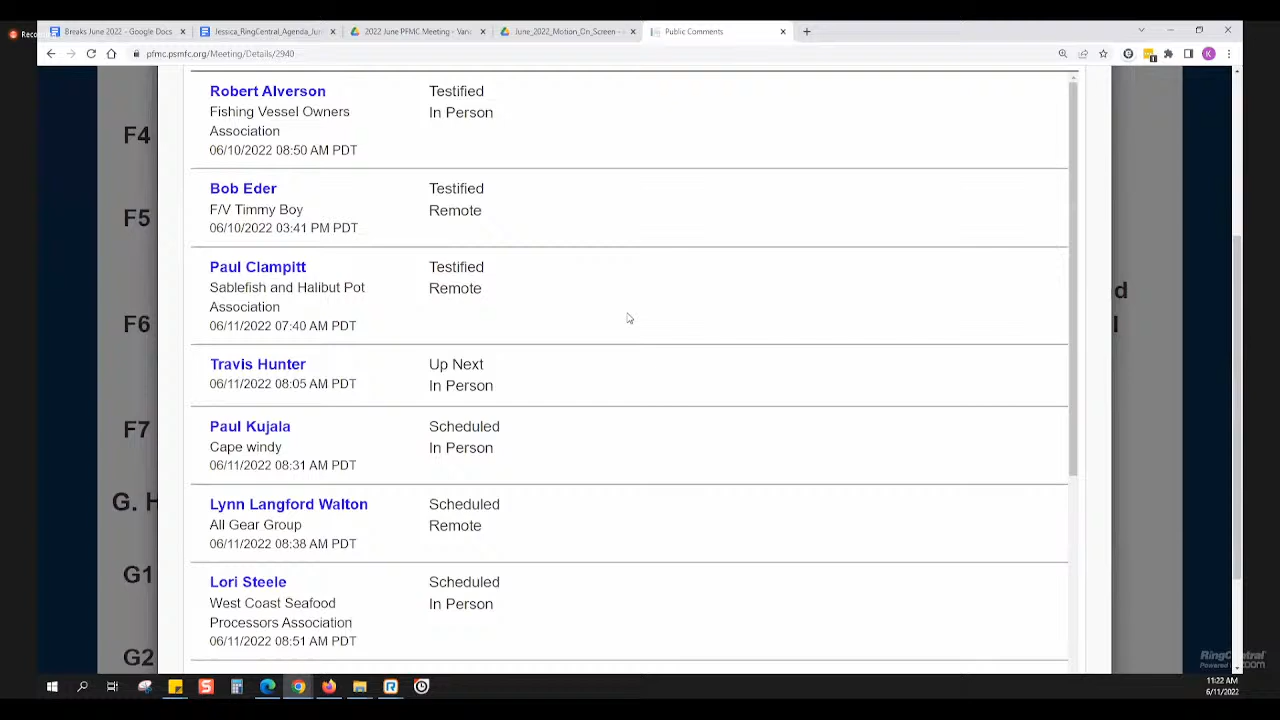 Breaks June 2022 - Google Docs
Jessica_RingCentral_Agenda_Jun
2022 June PFMC Meeting - Vanc
June_2022_Motion_On_Screen -
Public Comments
pfmc.psmfc.org/Meeting/Details/2940
K
Robert Alverson
Testified
Fishing Vessel Owners
In Person
Association
06/10/2022 08:50 AM PDT
F4
Bob Eder
Testified
F/V Timmy Boy
Remote
F5
06/10/2022 03:41 PM PDT
Paul Clampitt
Testified
Sablefish and Halibut Pot
Remote
d
Association
06/11/2022 07:40 AM PDT
F6
l
Travis Hunter
Up Next
06/11/2022 08:05 AM PDT
In Person
Paul Kujala
Scheduled
F7
Cape windy
In Person
06/11/2022 08:31 AM PDT
G. H
Lynn Langford Walton
Scheduled
All Gear Group
Remote
06/11/2022 08:38 AM PDT
G1
Lori Steele
Scheduled
West Coast Seafood
In Person
Processors Association
06/11/2022 08:51 AM PDT
G2
RingCentral
Powered by zoom
11:22 AM
6/11/2022